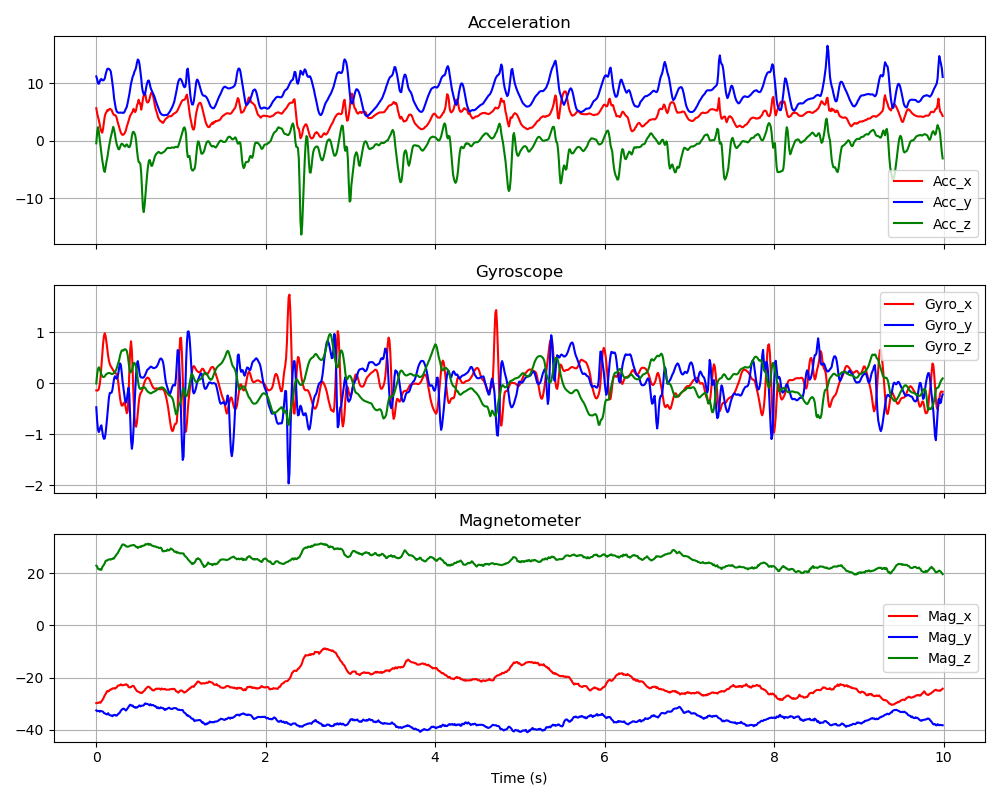 Acceleration
10
0
−10
Acc_x
Acc_y
Acc_z
Gyroscope
1
0
−1
−2
Gyro_x
Gyro_y
Gyro_z
Magnetometer
20
0
−20
−40
Mag_x
Mag_y
Mag_z
0 2 4 6 8 10
Time (s)